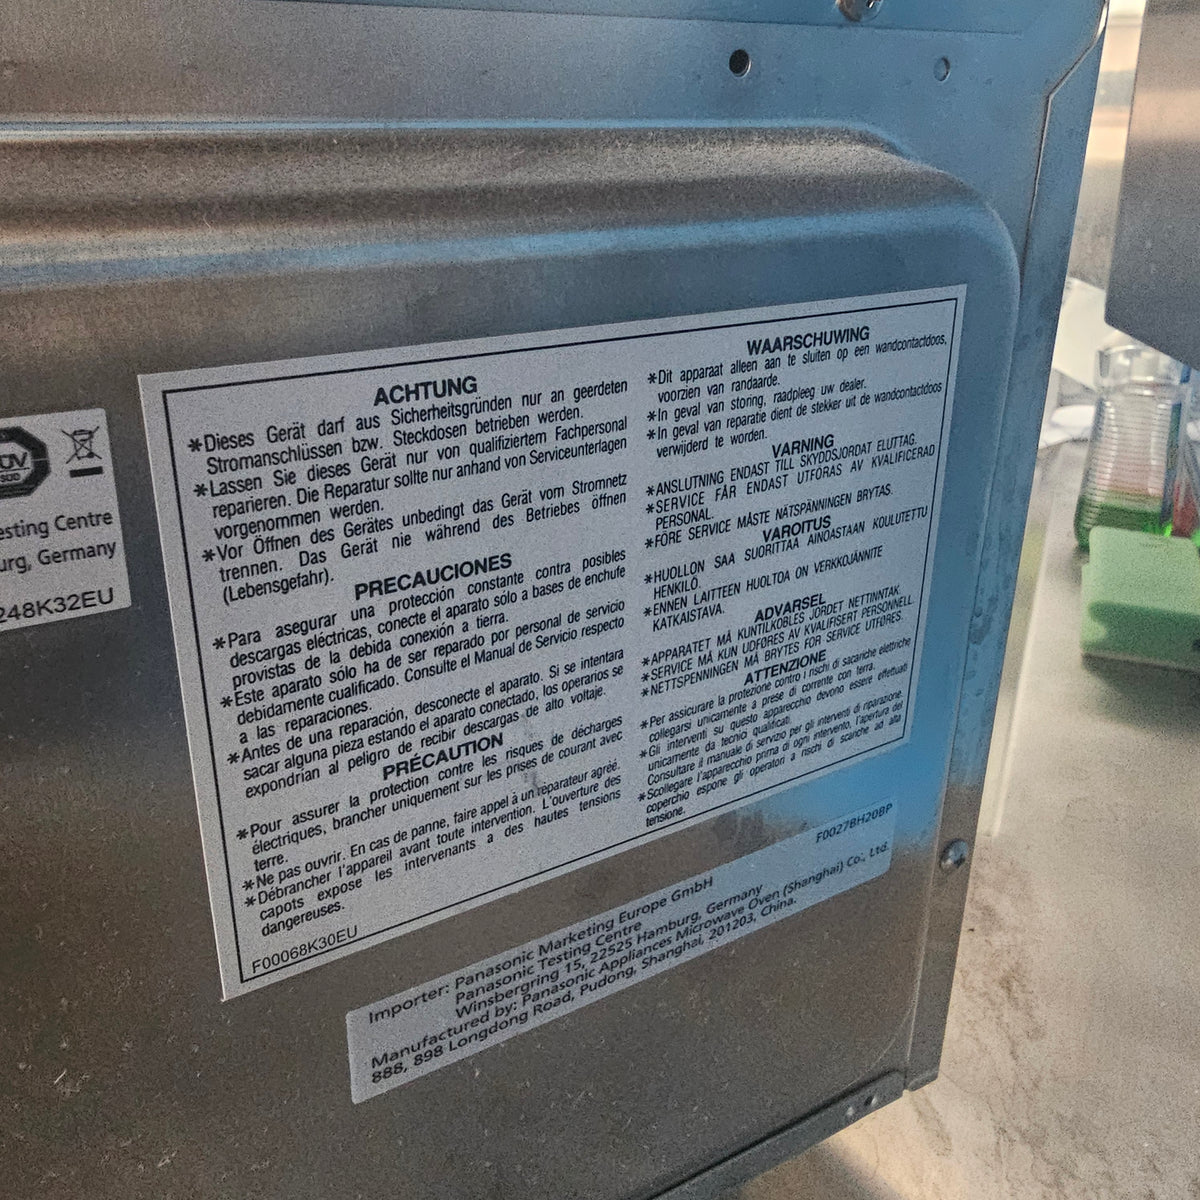 ÜV
SÜD
esting Centre
urg, Germany
248K32EU
ACHTUNG
*Dieses Gerät darf aus Sicherheitsgründen nur an geerdeten
Stromanschlüssen bzw. Steckdosen betrieben werden.
*Lassen Sie dieses Gerät nur von qualifiziertem Fachpersonal
reparieren. Die Reparatur sollte nur anhand von Serviceunterlagen
vorgenommen werden.
*Vor Öffnen des Gerätes unbedingt das Gerät vom Stromnetz
trennen. Das Gerät nie während des Betriebes öffnen
(Lebensgefahr).
PRECAUCIONES
*Para asegurar una protección constante contra posibles
descargas eléctricas, conecte el aparato sólo a bases de enchufe
provistas de la debida conexión a tierra.
*Este aparato sólo ha de ser reparado por personal de servicio
debidamente cualificado. Consulte el Manual de Servicio respecto
a las reparaciones.
*Antes de una reparación, desconecte el aparato. Si se intentara
sacar alguna pieza estando el aparato conectado, los operarios se
expondrían al peligro de recibir descargas de alto voltaje.
PRÉCAUTION
*Pour assurer la protection contre les risques de décharges
électriques, brancher uniquement sur les prises de courant avec
terre.
*Ne pas ouvrir. En cas de panne, faire appel à un réparateur agréé.
*Débrancher l'appareil avant toute intervention. L'ouverture des
capots expose les intervenants a des hautes tensions
dangereuses.
F00068K30EU
WAARSCHUWING
*Dit apparaat alleen aan te sluiten op een wandcontactdoos,
voorzien van randaarde.
*In geval van storing, raadpleeg uw dealer.
*In geval van reparatie dient de stekker uit de wandcontactdoos
verwijderd te worden.
VARNING
*ANSLUTNING ENDAST TILL SKYDDSJORDAT ELUTTAG.
*SERVICE FÅR ENDAST UTFÖRAS AV KVALIFICERAD
PERSONAL.
*FÖRE SERVICE MÅSTE NÄTSPÄNNINGEN BRYTAS.
VAROITUS
*HUOLLON SAA SUORITTAA AINOASTAAN KOULUTETTU
HENKILÖ.
*ENNEN LAITTEEN HUOLTOA ON VERKKOJÄNNITE
KATKAISTAVA.
ADVARSEL
*APPARATET MÅ KUNTILKOBLES JORDET NETTINNTAK.
*SERVICE MÅ KUN UDFØRES AV KVALIFISERT PERSONNELL.
*NETTSPENNINGEN MÅ BRYTES FOR SERVICE UTFØRES.
ATTENZIONE
*Per assicurare la protezione contro i rischi di sacariche elettriche
collegarsi unicamente a prese di corrente con terra.
*Gli interventi su questo apparecchio devono essere effettuati
unicamente da tecnici qualificati.
Consultare il manuale di servizio per gli interventi di riparazione.
*Scollegare l'apparecchio prima di ogni intervento, l'apertura del
coperchio espone gli operatori a rischi di scariche ad alta
tensione.
F0027BH20BP
Importer: Panasonic Marketing Europe GmbH
Panasonic Testing Centre
Winsbergring 15, 22525 Hamburg, Germany
Manufactured by: Panasonic Appliances Microwave Oven (Shanghai) Co., Ltd.
888, 898 Longdong Road, Pudong, Shanghai, 201203, China.